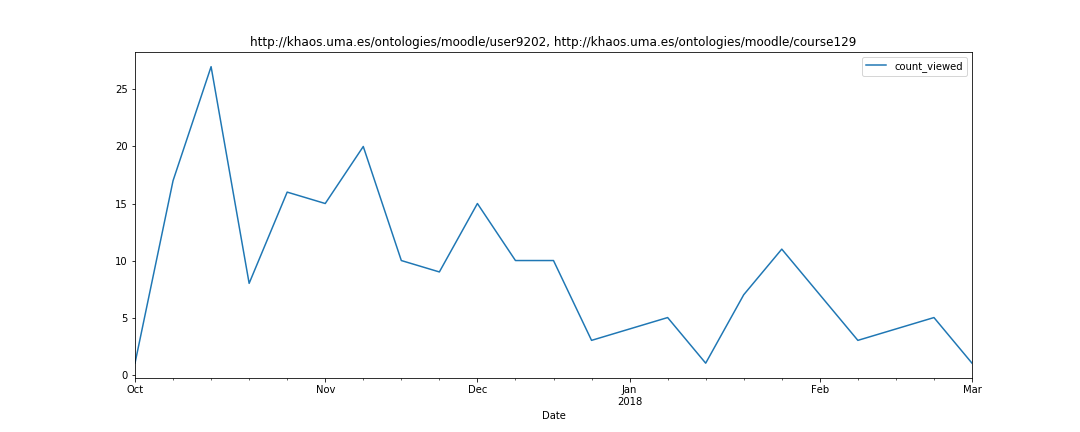 http://khaos.uma.es/ontologies/moodle/user9202, http://khaos.uma.es/ontologies/moodle/course129
count_viewed
25
20
15
10
5
0
Oct Nov Dec Jan Feb Mar
2018
Date